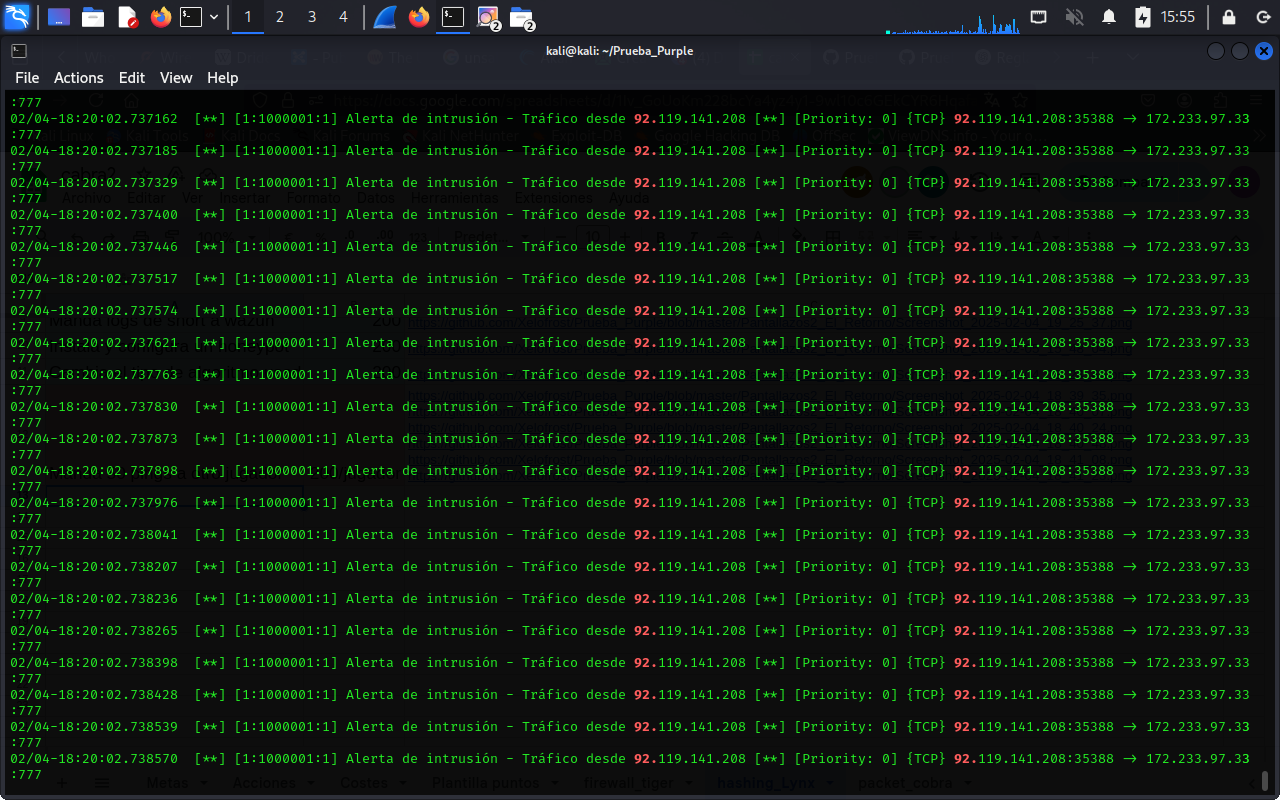 1 2 3 4
2
2
15:55
kali@kali: ~/Prueba_Purple
File Actions Edit View Help
:777
02/04-18:20:02.737162 [**] [1:1000001:1] Alerta de intrusión - Tráfico desde 92.119.141.208 [**] [Priority: 0] {TCP} 92.119.141.208:35388 → 172.233.97.33
:777
02/04-18:20:02.737185 [**] [1:1000001:1] Alerta de intrusión - Tráfico desde 92.119.141.208 [**] [Priority: 0] {TCP} 92.119.141.208:35388 → 172.233.97.33
:777
02/04-18:20:02.737329 [**] [1:1000001:1] Alerta de intrusión - Tráfico desde 92.119.141.208 [**] [Priority: 0] {TCP} 92.119.141.208:35388 → 172.233.97.33
:777
02/04-18:20:02.737400 [**] [1:1000001:1] Alerta de intrusión - Tráfico desde 92.119.141.208 [**] [Priority: 0] {TCP} 92.119.141.208:35388 → 172.233.97.33
:777
02/04-18:20:02.737446 [**] [1:1000001:1] Alerta de intrusión - Tráfico desde 92.119.141.208 [**] [Priority: 0] {TCP} 92.119.141.208:35388 → 172.233.97.33
:777
02/04-18:20:02.737517 [**] [1:1000001:1] Alerta de intrusión - Tráfico desde 92.119.141.208 [**] [Priority: 0] {TCP} 92.119.141.208:35388 → 172.233.97.33
:777
02/04-18:20:02.737574 [**] [1:1000001:1] Alerta de intrusión - Tráfico desde 92.119.141.208 [**] [Priority: 0] {TCP} 92.119.141.208:35388 → 172.233.97.33
:777
02/04-18:20:02.737621 [**] [1:1000001:1] Alerta de intrusión - Tráfico desde 92.119.141.208 [**] [Priority: 0] {TCP} 92.119.141.208:35388 → 172.233.97.33
:777
02/04-18:20:02.737763 [**] [1:1000001:1] Alerta de intrusión - Tráfico desde 92.119.141.208 [**] [Priority: 0] {TCP} 92.119.141.208:35388 → 172.233.97.33
:777
02/04-18:20:02.737830 [**] [1:1000001:1] Alerta de intrusión - Tráfico desde 92.119.141.208 [**] [Priority: 0] {TCP} 92.119.141.208:35388 → 172.233.97.33
:777
02/04-18:20:02.737873 [**] [1:1000001:1] Alerta de intrusión - Tráfico desde 92.119.141.208 [**] [Priority: 0] {TCP} 92.119.141.208:35388 → 172.233.97.33
:777
02/04-18:20:02.737898 [**] [1:1000001:1] Alerta de intrusión - Tráfico desde 92.119.141.208 [**] [Priority: 0] {TCP} 92.119.141.208:35388 → 172.233.97.33
:777
02/04-18:20:02.737976 [**] [1:1000001:1] Alerta de intrusión - Tráfico desde 92.119.141.208 [**] [Priority: 0] {TCP} 92.119.141.208:35388 → 172.233.97.33
:777
02/04-18:20:02.738041 [**] [1:1000001:1] Alerta de intrusión - Tráfico desde 92.119.141.208 [**] [Priority: 0] {TCP} 92.119.141.208:35388 → 172.233.97.33
:777
02/04-18:20:02.738207 [**] [1:1000001:1] Alerta de intrusión - Tráfico desde 92.119.141.208 [**] [Priority: 0] {TCP} 92.119.141.208:35388 → 172.233.97.33
:777
02/04-18:20:02.738236 [**] [1:1000001:1] Alerta de intrusión - Tráfico desde 92.119.141.208 [**] [Priority: 0] {TCP} 92.119.141.208:35388 → 172.233.97.33
:777
02/04-18:20:02.738265 [**] [1:1000001:1] Alerta de intrusión - Tráfico desde 92.119.141.208 [**] [Priority: 0] {TCP} 92.119.141.208:35388 → 172.233.97.33
:777
02/04-18:20:02.738398 [**] [1:1000001:1] Alerta de intrusión - Tráfico desde 92.119.141.208 [**] [Priority: 0] {TCP} 92.119.141.208:35388 → 172.233.97.33
:777
02/04-18:20:02.738428 [**] [1:1000001:1] Alerta de intrusión - Tráfico desde 92.119.141.208 [**] [Priority: 0] {TCP} 92.119.141.208:35388 → 172.233.97.33
:777
02/04-18:20:02.738539 [**] [1:1000001:1] Alerta de intrusión - Tráfico desde 92.119.141.208 [**] [Priority: 0] {TCP} 92.119.141.208:35388 → 172.233.97.33
:777
02/04-18:20:02.738570 [**] [1:1000001:1] Alerta de intrusión - Tráfico desde 92.119.141.208 [**] [Priority: 0] {TCP} 92.119.141.208:35388 → 172.233.97.33
:777
Metas Acciones Costes Plantilla puntos firewall_tiger hashing_Lynx packet_cobra